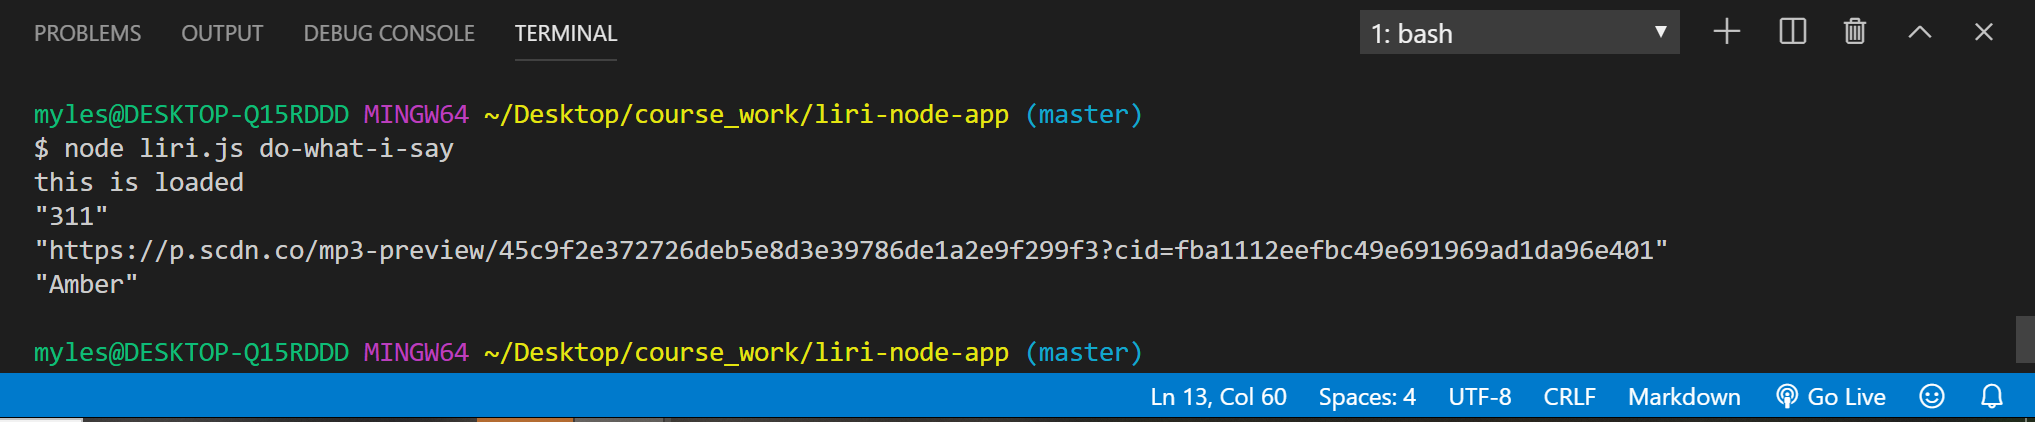 PROBLEMS OUTPUT DEBUG CONSOLE TERMINAL 1: bash
myles@DESKTOP-Q15RDDD MINGW64 ~/Desktop/course_work/liri-node-app (master)
$ node liri.js do-what-i-say
this is loaded
"311"
"https://p.scdn.co/mp3-preview/45c9f2e372726deb5e8d3e39786de1a2e9f299f3?cid=fba1112eefbc49e691969ad1da96e401"
"Amber"
myles@DESKTOP-Q15RDDD MINGW64 ~/Desktop/course_work/liri-node-app (master)
Ln 13, Col 60 Spaces: 4 UTF-8 CRLF Markdown Go Live